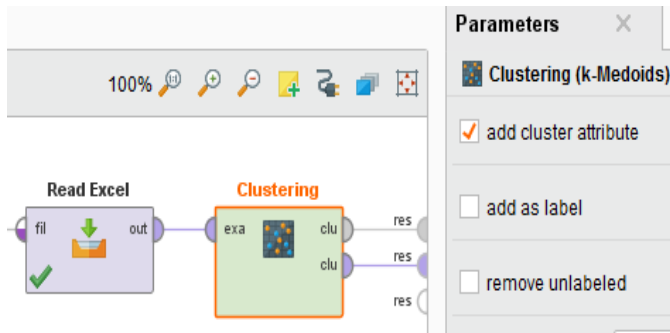 Parameters
100%
Clustering (k-Medoids)
add cluster attribute
Read Excel
Clustering
fil
out
exa
clu
res
clu
res
res
add as label
remove unlabeled